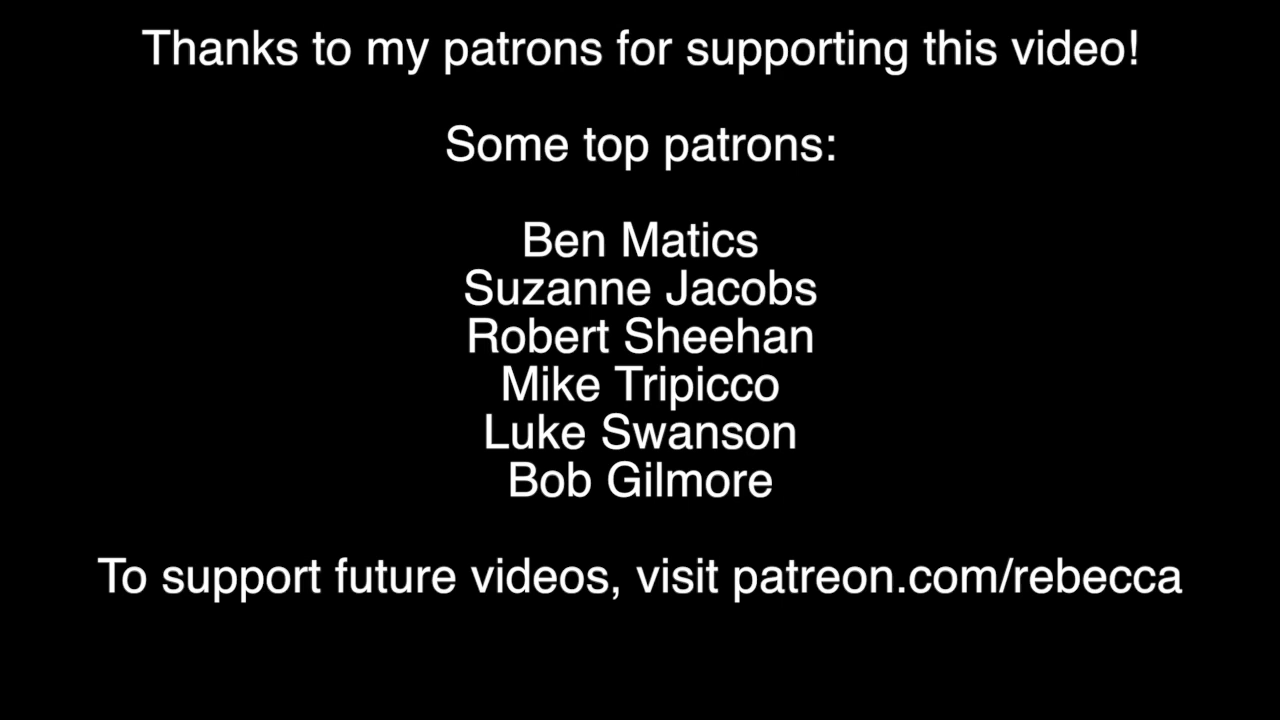 Thanks to my patrons for supporting this video!
Some top patrons:
Ben Matics
Suzanne Jacobs
Robert Sheehan
Mike Tripicco
Luke Swanson
Bob Gilmore
To support future videos, visit patreon.com/rebecca